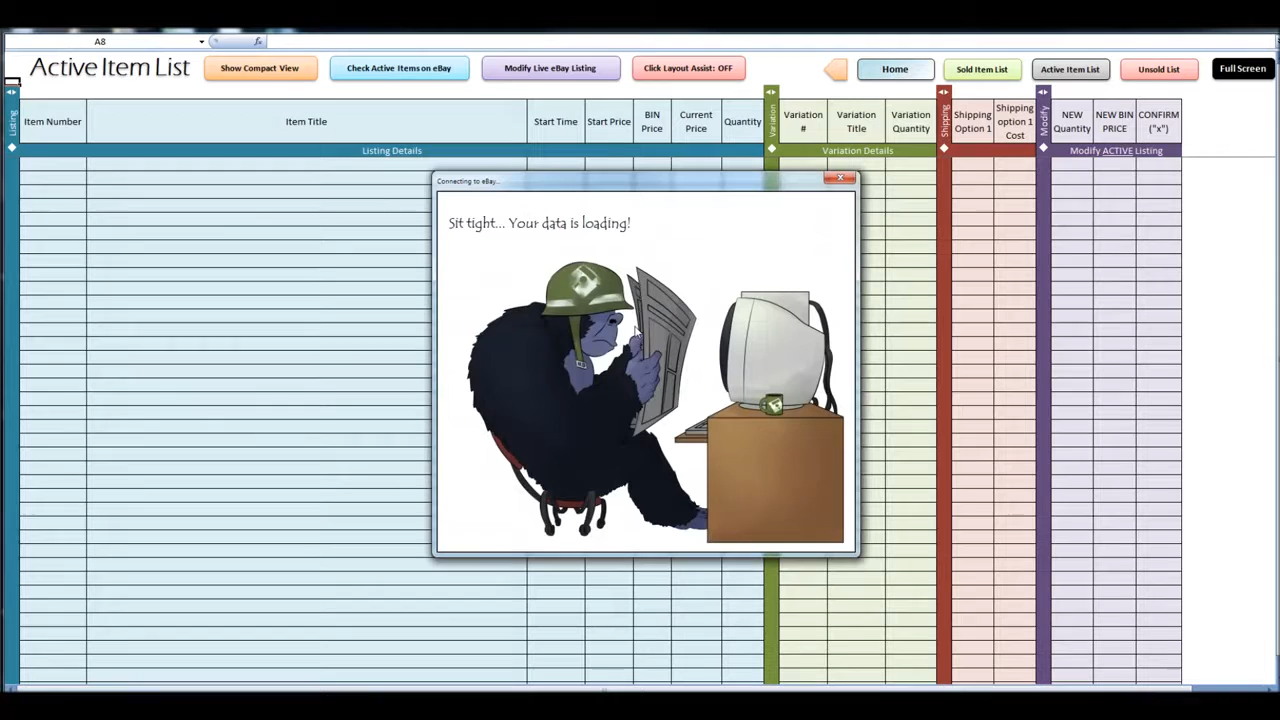 A8
fx
Active Item List
Show Compact View
Check Active Items on eBay
Modify Live eBay Listing
Click Layout Assist: OFF
Home
Sold Item List
Active Item List
Unsold List
Full Screen
Listing
Item Number
Item Title
Start Time
Start Price
BIN
Price
Current
Price
Quantity
Variation
Variation
#
Variation
Title
Variation
Quantity
Shipping
Shipping
Option 1
Shipping
option 1
Cost
Modify
NEW
Quantity
NEW BIN
PRICE
CONFIRM
("x")
Listing Details
Variation Details
Modify ACTIVE Listing
Connecting to eBay...
Sit tight... Your data is loading!